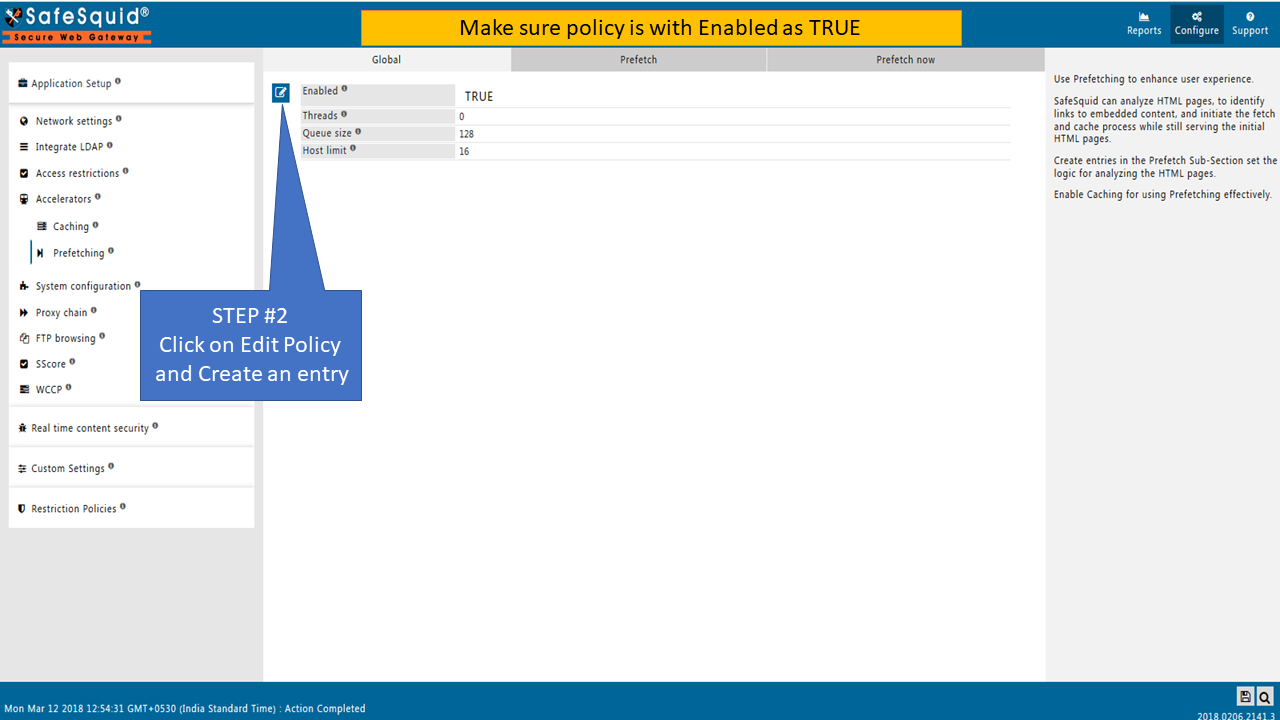 SafeSquid®
Secure Web Gateway
Make sure policy is with Enabled as TRUE
Reports
Configure
Support
Application Setup
Network settings
Integrate LDAP
Access restrictions
Accelerators
Caching
Prefetching
System configuration
Proxy chain
FTP browsing
SScore
WCCP
Real time content security
Custom Settings
Restriction Policies
Global
Prefetch
Prefetch now
Enabled TRUE
Threads 0
Queue size 128
Host limit 16
STEP #2
Click on Edit Policy
and Create an entry
Use Prefetching to enhance user experience.
SafeSquid can analyze HTML pages, to identify
links to embedded content, and initiate the fetch
and cache process while still serving the initial
HTML pages.
Create entries in the Prefetch Sub-Section set the
logic for analyzing the HTML pages.
Enable Caching for using Prefetching effectively.
Mon Mar 12 2018 12:54:31 GMT+0530 (India Standard Time) : Action Completed
2018.0206.2141.3